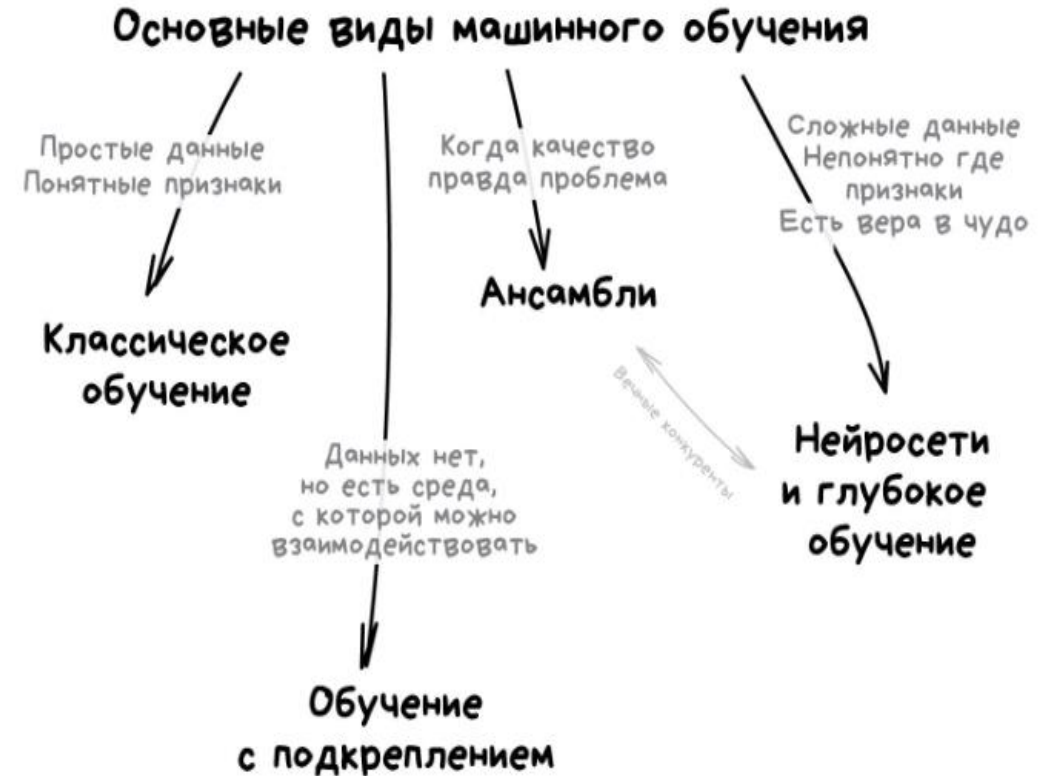 Основные виды машинного обучения
Простые данные
Понятные признаки
Классическое
обучение
Данных нет,
но есть среда,
с которой можно
взаимодействовать
Обучение
с подкреплением
Когда качество
правда проблема
Ансамбли
Вечные конкуренты
Сложные данные
Непонятно где
признаки
Есть вера в чудо
Нейросети
и глубокое
обучение